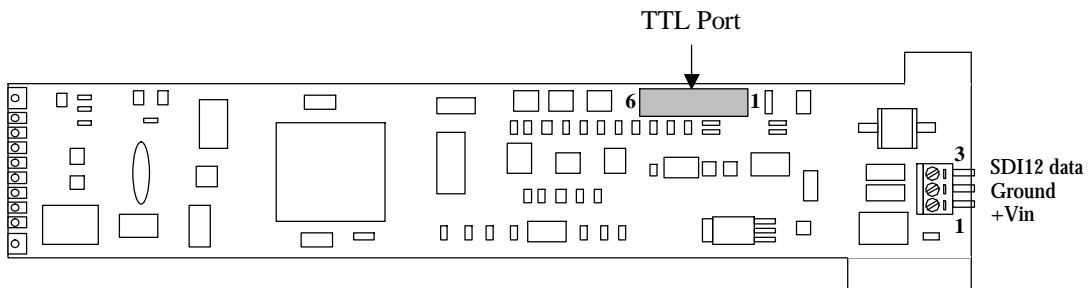 TTL Port
6 1
3
SDI12 data
Ground
+Vin
1